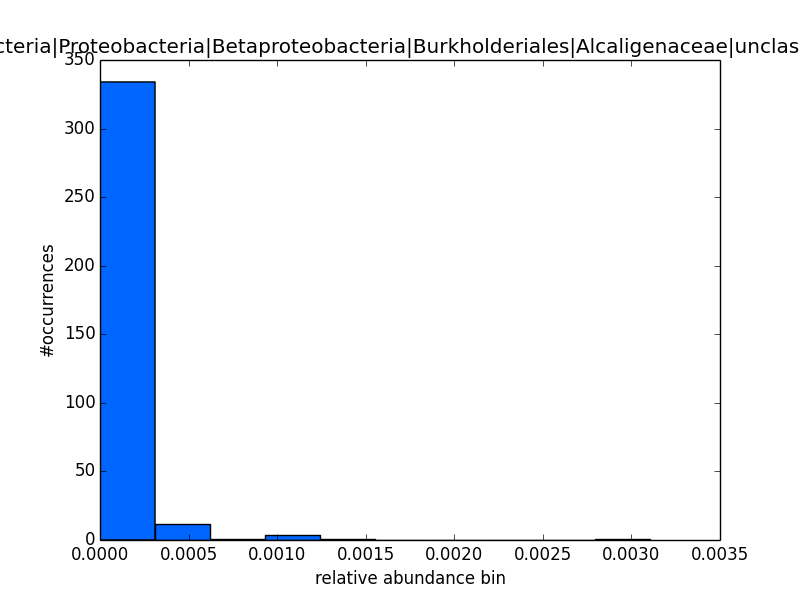 cteria|Proteobacteria|Betaproteobacteria|Burkholderiales|Alcaligenaceae|unclas
350
300
250
200
150
100
50
0
#occurrences
0.0000 0.0005 0.0010 0.0015 0.0020 0.0025 0.0030 0.0035
relative abundance bin